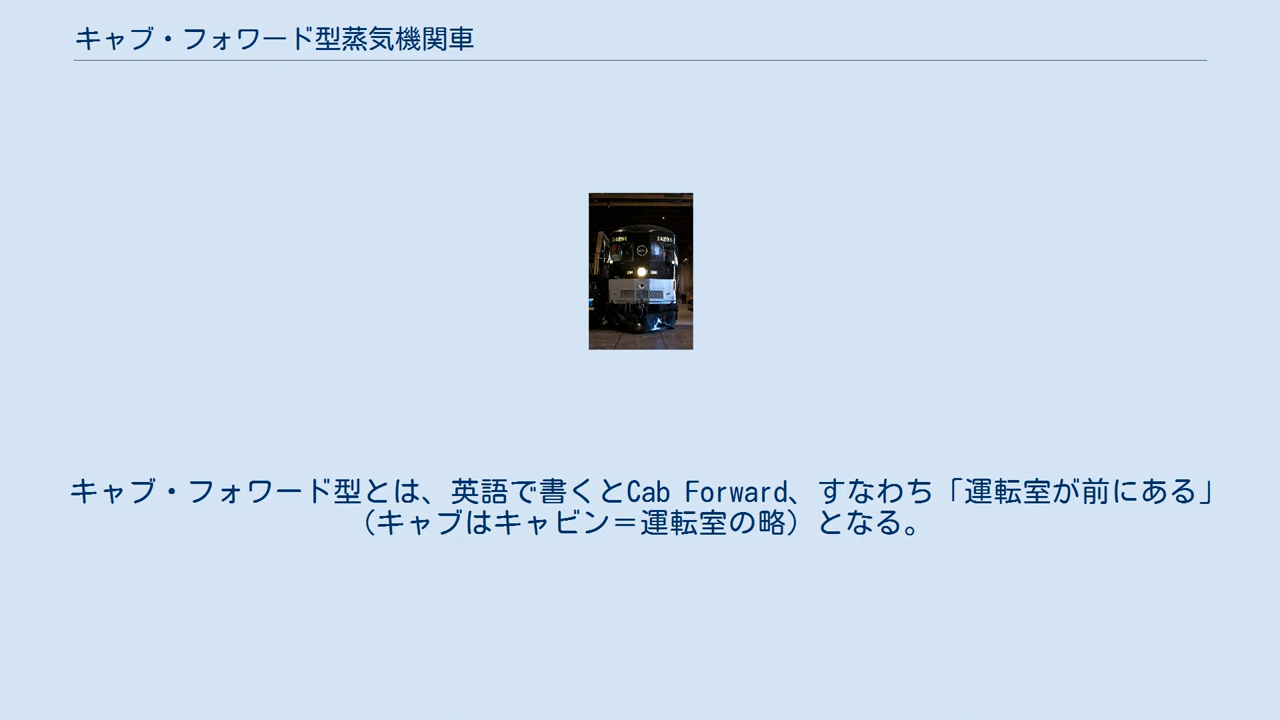 キャブ・フォワード型蒸気機関車
キャブ・フォワード型とは、英語で書くとCab Forward、すなわち「運転室が前にある」
（キャブはキャビン＝運転室の略）となる。